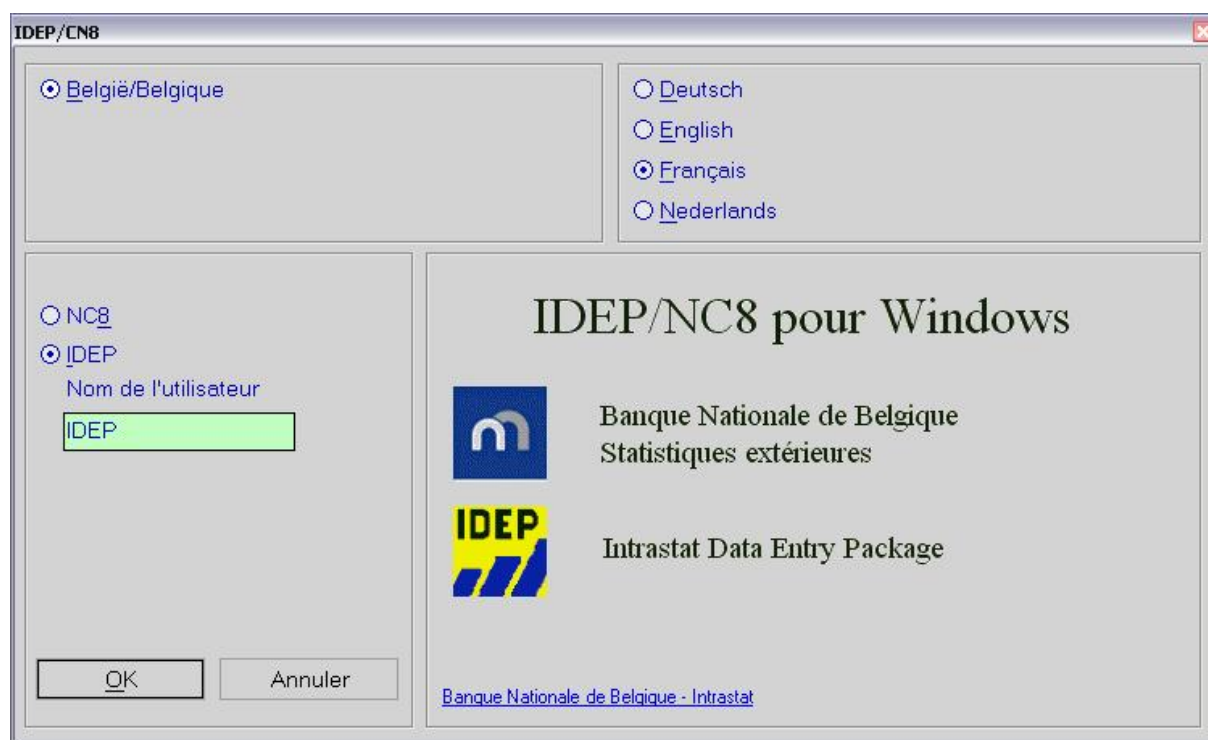 IDEP/CN8
België/Belgique
Deutsch
English
Français
Nederlands
NC8
IDEP
Nom de l'utilisateur
IDEP
OK
Annuler
IDEP/NC8 pour Windows
Banque Nationale de Belgique
Statistiques extérieures
IDEP
Intrastat Data Entry Package
Banque Nationale de Belgique - Intrastat